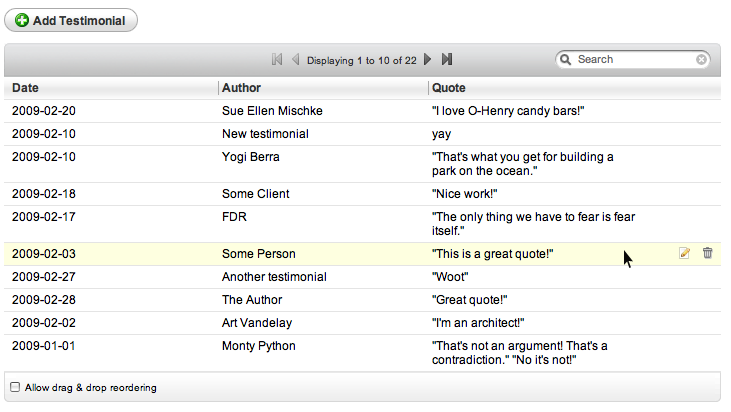 Add Testimonial
Displaying 1 to 10 of 22
Search
Date Author Quote
2009-02-20 Sue Ellen Mischke "I love O-Henry candy bars!"
2009-02-10 New testimonial yay
2009-02-10 Yogi Berra "That's what you get for building a
park on the ocean."
2009-02-18 Some Client "Nice work!"
2009-02-17 FDR "The only thing we have to fear is fear
itself."
2009-02-03 Some Person "This is a great quote!"
2009-02-27 Another testimonial "Woot"
2009-02-28 The Author "Great quote!"
2009-02-02 Art Vandelay "I'm an architect!"
2009-01-01 Monty Python "That's not an argument! That's a
contradiction." "No it's not!"
Allow drag & drop reordering